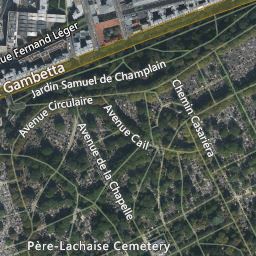 ue Fernand Léger
Gambetta
Jardin Samuel de Champlain
Avenue Circulaire
Chemin Casariera
Avenue Cail
Avenue de la Chapelle
Père-Lachaise Cemetery